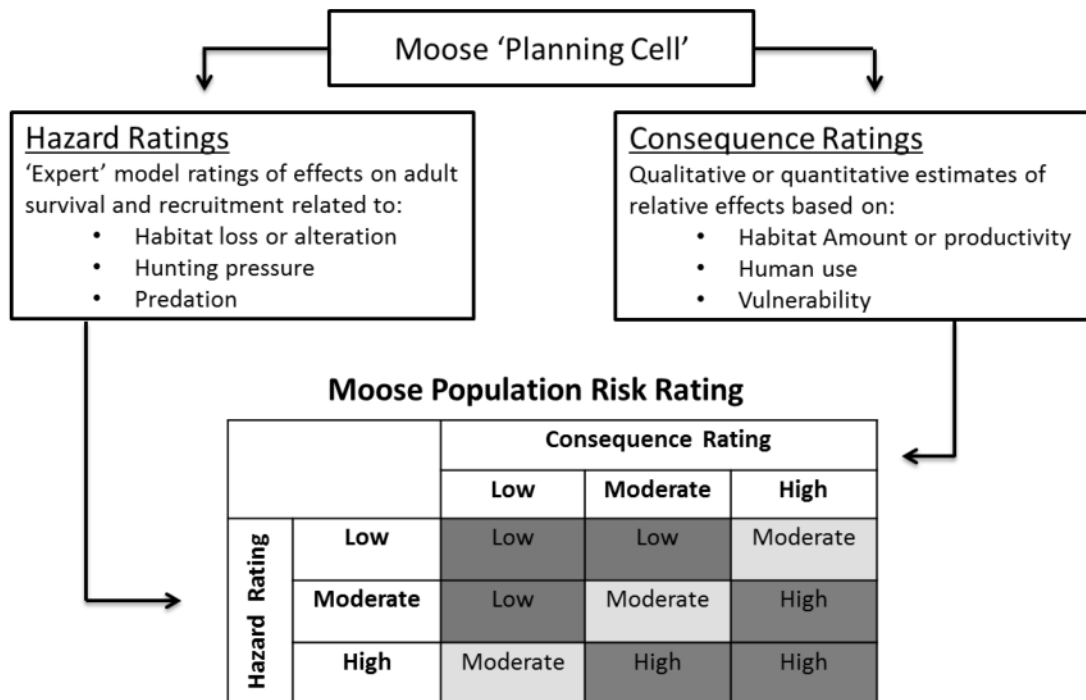 Moose ‘Planning Cell’
Hazard Ratings
‘Expert’ model ratings of effects on adult
survival and recruitment related to:
• Habitat loss or alteration
• Hunting pressure
• Predation
Consequence Ratings
Qualitative or quantitative estimates of
relative effects based on:
• Habitat Amount or productivity
• Human use
• Vulnerability
Moose Population Risk Rating
Consequence Rating
Low Moderate High
Hazard Rating
Low Low Low Moderate
Moderate Low Moderate High
High Moderate High High